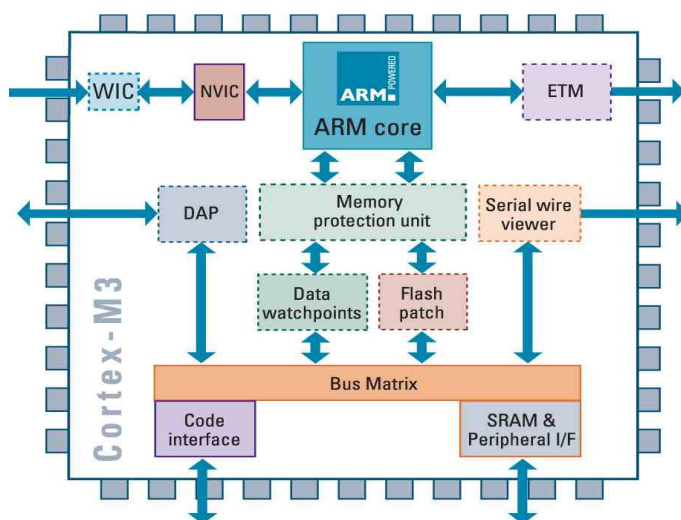 WIC
NVIC
ARM
POWERED
ARM core
ETM
DAP
Memory
protection unit
Serial wire
viewer
Data
watchpoints
Flash
patch
Cortex-M3
Bus Matrix
Code
interface
SRAM &
Peripheral I/F